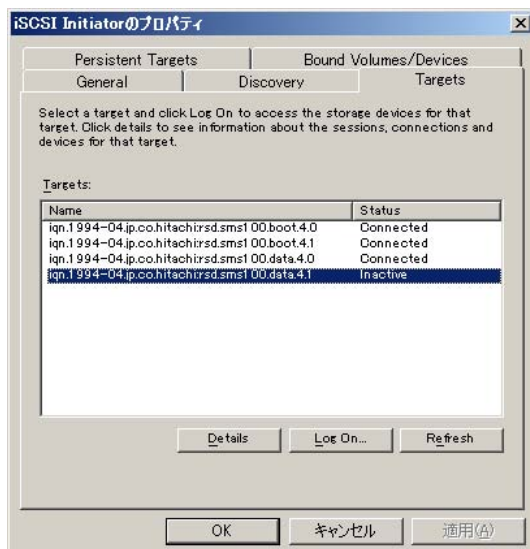 iSCSI Initiatorのプロパティ
Persistent Targets
Bound Volumes/Devices
General
Discovery
Targets
Select a target and click Log On to access the storage devices for that
target. Click details to see information about the sessions, connections and
devices for that target.
Targets:
Name Status
iqn.1994-04.jp.co.hitachi:rsd.sms100.boot.4.0 Connected
iqn.1994-04.jp.co.hitachi:rsd.sms100.boot.4.1 Connected
iqn.1994-04.jp.co.hitachi:rsd.sms100.data.4.0 Connected
iqn.1994-04.jp.co.hitachi:rsd.sms100.data.4.1 Inactive
Details
Log On...
Refresh
OK
キャンセル
適用(A)